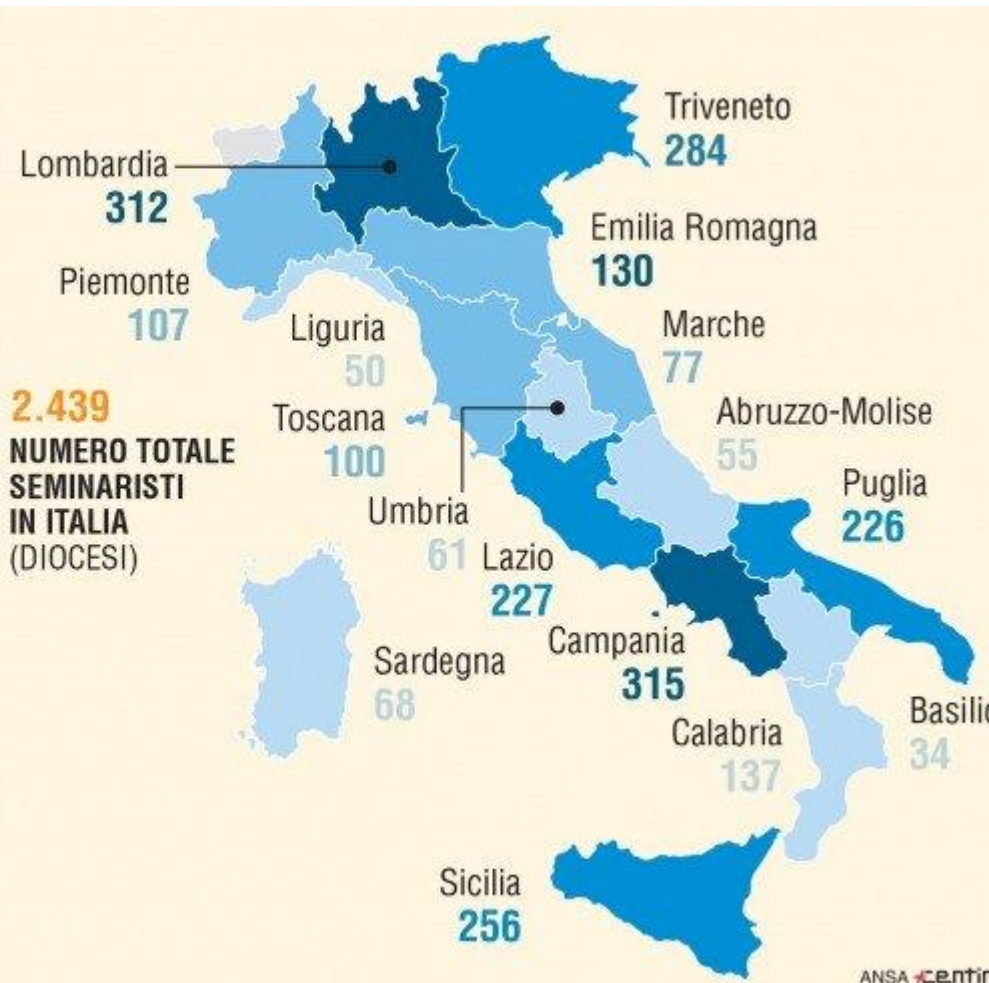 Triveneto
284
Lombardia
312
Emilia Romagna
130
Piemonte
107
Liguria
50
Marche
77
2.439
NUMERO TOTALE
SEMINARISTI
IN ITALIA
(DIOCESI)
Toscana
100
Abruzzo-Molise
55
Umbria
61
Puglia
226
Lazio
227
Campania
315
Sardegna
68
Calabria
137
Basilic
34
Sicilia
256
ANSA centim